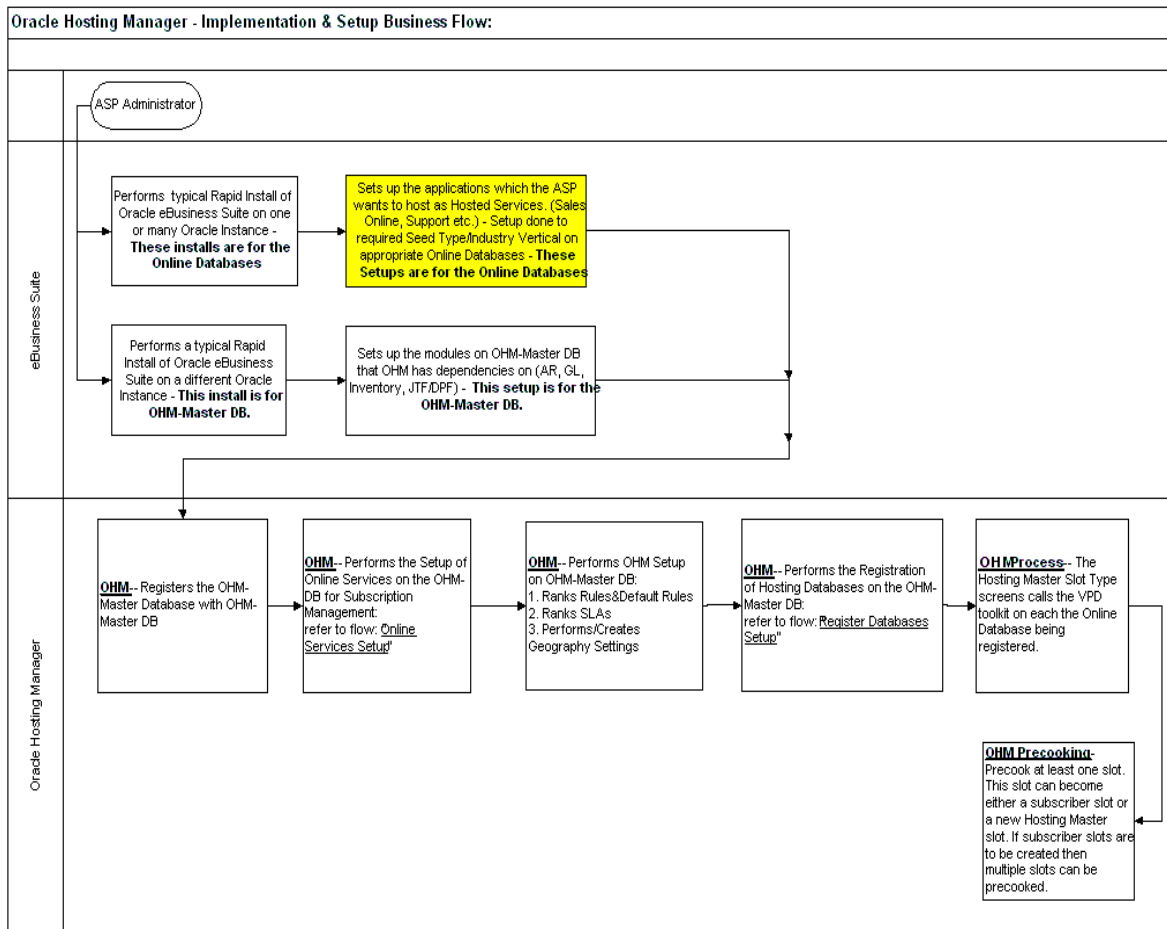 Oracle Hosting Manager - Implementation & Setup Business Flow:
ASP Administrator
eBusiness Suite
Performs typical Rapid Install of
Oracle eBusiness Suite on one
or many Oracle Instance -
These installs are for the
Online Databases
Sets up the applications which the ASP
wants to host as Hosted Services. (Sales
Online, Support etc.) - Setup done to
required Seed Type/Industry Vertical on
appropriate Online Databases - These
Setups are for the Online Databases
Performs a typical Rapid
Install of Oracle eBusiness
Suite on a different Oracle
Instance - This install is for
OHM-Master DB.
Sets up the modules on OHM-Master DB
that OHM has dependencies on (AR, GL,
Inventory, JTF/DPF) - This setup is for the
OHM-Master DB.
Oracle Hosting Manager
OHM-- Registers the OHM-
Master Database with OHM-
Master DB
OHM-- Performs the Setup of
Online Services on the OHM-
DB for Subscription
Management:
refer to flow: "Online
Services Setup"
OHM-- Performs OHM Setup
on OHM-Master DB:
1. Ranks Rules&Default Rules
2. Ranks SLAs
3. Performs/Creates
Geography Settings
OHM-- Performs the Registration
of Hosting Databases on the OHM-
Master DB:
refer to flow: "Register Databases
Setup"
OHMProcess-- The
Hosting Master Slot Type
screens calls the VPD
toolkit on each the Online
Database being
registered.
OHM Precooking-
Precook at least one slot.
This slot can become
either a subscriber slot or
a new Hosting Master
slot. If subscriber slots are
to be created then
multiple slots can be
precooked.